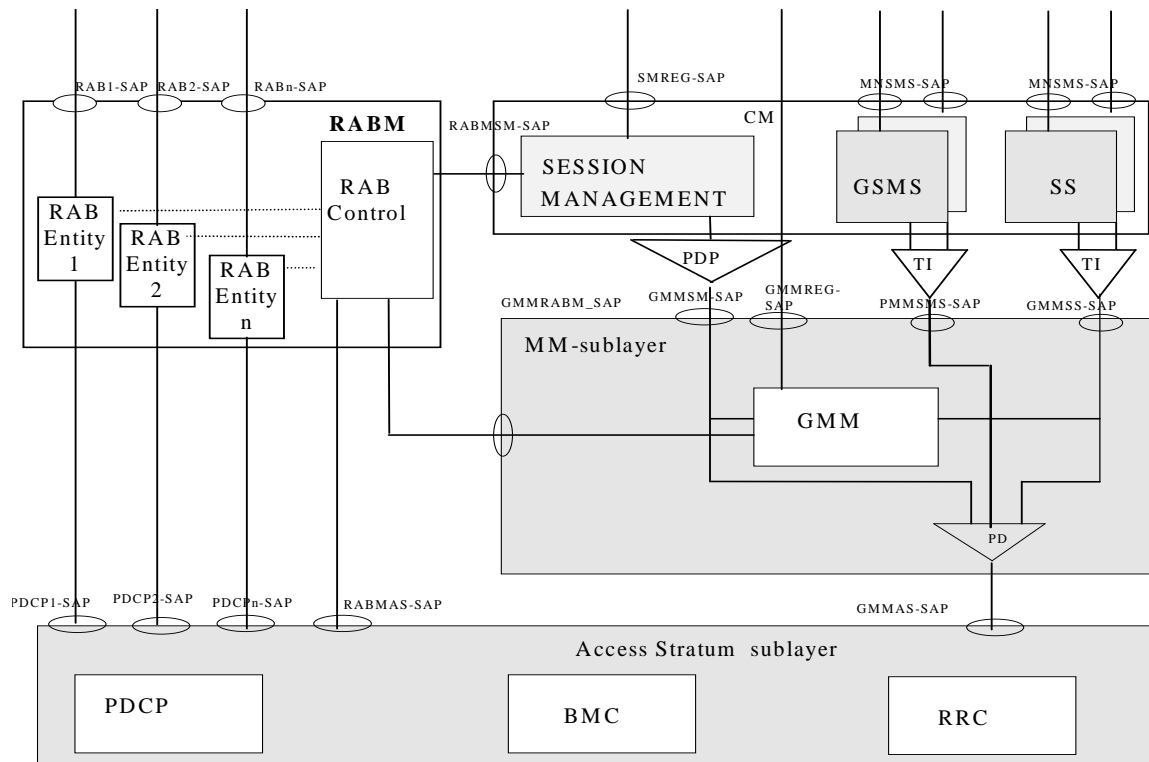 RAB1-SAP
RAB2-SAP
RABn-SAP
SMREG-SAP
MNSMS-SAP
MNSMS-SAP
RABM
RABMSM-SAP
CM
RAB
Control
SESSION
MANAGEMENT
GSMS
SS
RAB
Entity
1
RAB
Entity
2
RAB
Entity
n
PDP
TI
TI
GMMRABM_SAP
GMMSM-SAP
GMMREG-
SAP
PMMSMS-SAP
GMMSS-SAP
MM-sublayer
GMM
PD
PDCP1-SAP
PDCP2-SAP
PDCPn-SAP
RABMAS-SAP
GMMAS-SAP
Access Stratum sublayer
PDCP
BMC
RRC